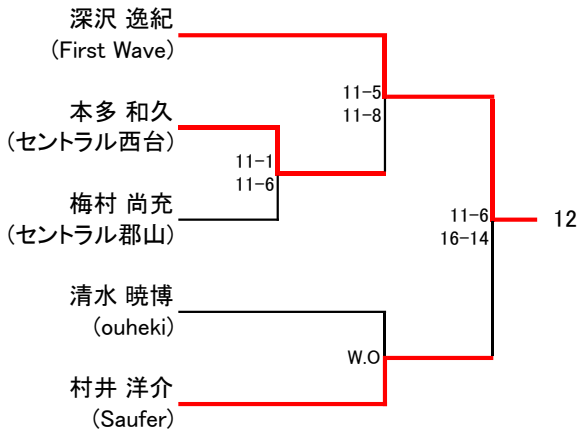 深沢 逸紀
(First Wave)
11-5
11-8
本多 和久
(セントラル西台)
11-1
11-6
梅村 尚充
(セントラル郡山)
11-6
16-14
12
清水 暁博
(ouheki)
W.O
村井 洋介
(Saufer)